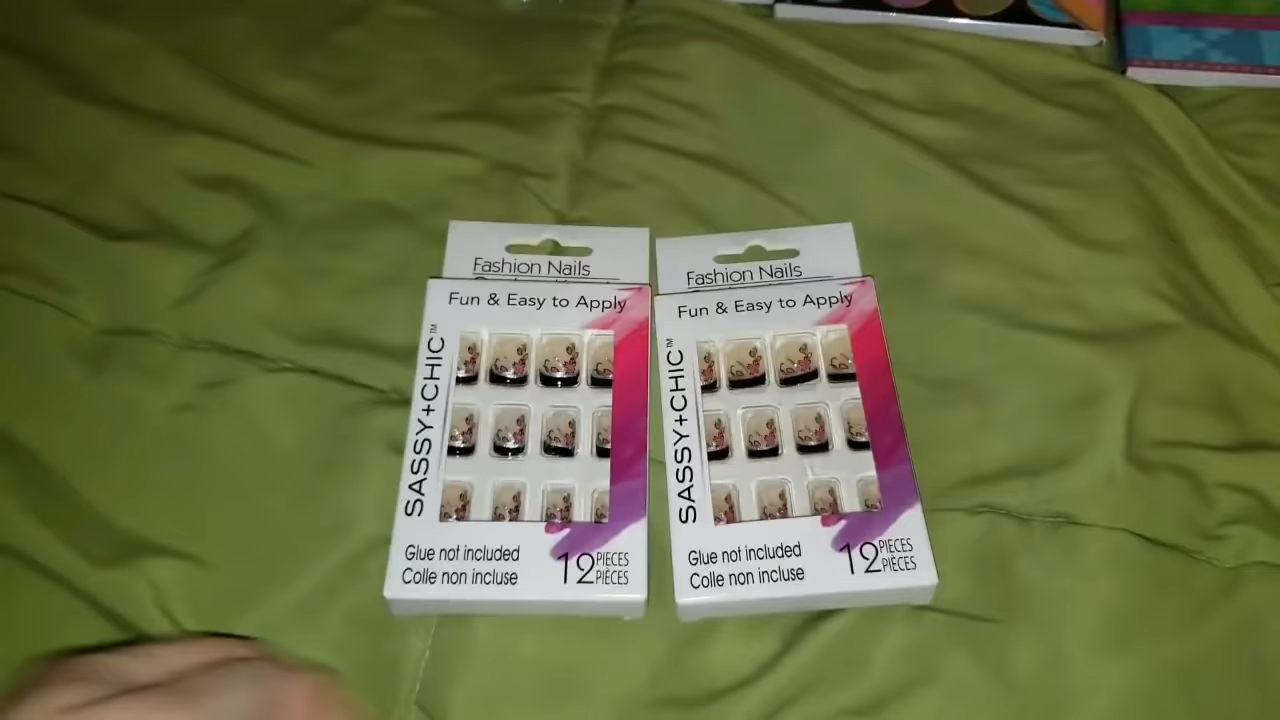 Fashion Nails
Fun & Easy to Apply
SASSY+CHIC™
Glue not included
Colle non incluse
12 PIECES
PIÈCES
Fashion Nails
Fun & Easy to Apply
SASSY+CHIC™
Glue not included
Colle non incluse
12 PIECES
PIÈCES